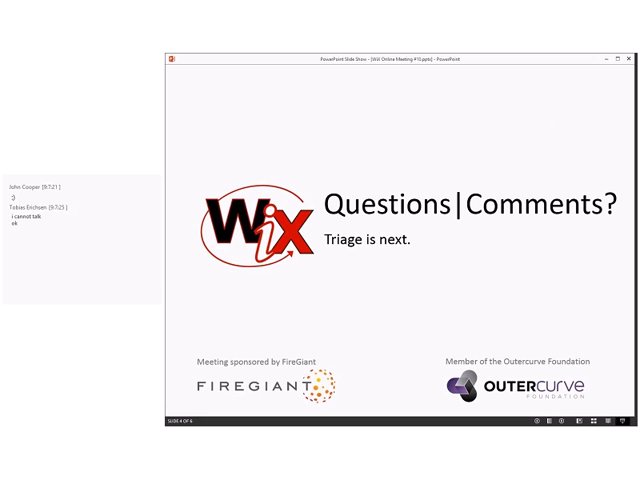 PowerPoint Slide Show - [WiX Online Meeting #10.pptx] - PowerPoint
John Cooper [9:7:21 ]
:)
Tobias Erichsen [9:7:25 ]
i cannot talk
ok
WiX
Questions|Comments?
Triage is next.
Meeting sponsored by FireGiant
FIREGIANT
Member of the Outercurve Foundation
OUTERCURVE
FOUNDATION
SLIDE 4 OF 6